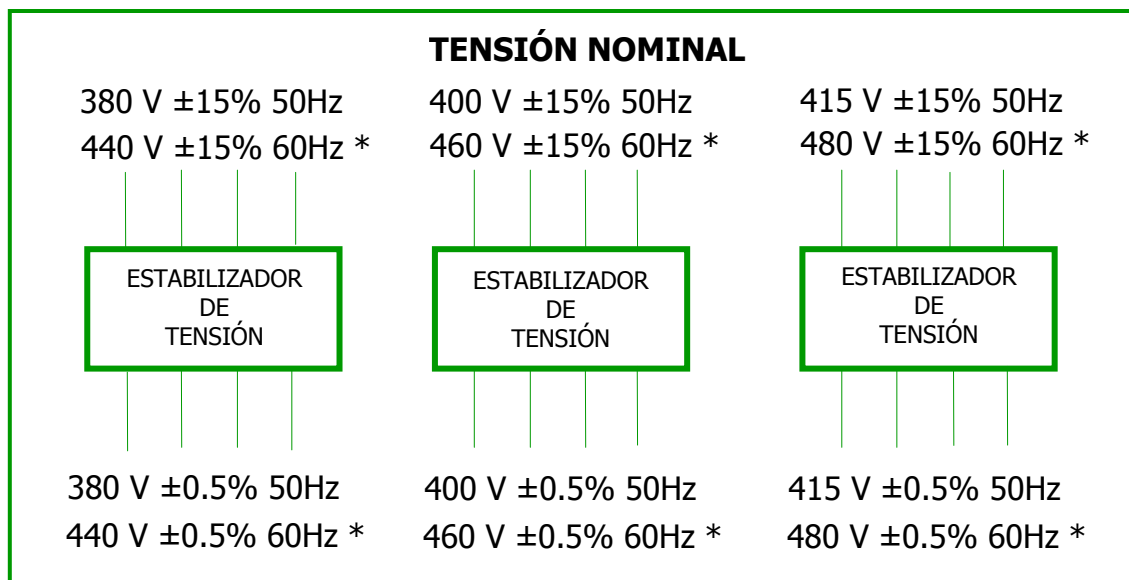 TENSIÓN NOMINAL
380 V ±15% 50Hz
440 V ±15% 60Hz *
400 V ±15% 50Hz
460 V ±15% 60Hz *
415 V ±15% 50Hz
480 V ±15% 60Hz *
ESTABILIZADOR
DE
TENSIÓN
ESTABILIZADOR
DE
TENSIÓN
ESTABILIZADOR
DE
TENSIÓN
380 V ±0.5% 50Hz
440 V ±0.5% 60Hz *
400 V ±0.5% 50Hz
460 V ±0.5% 60Hz *
415 V ±0.5% 50Hz
480 V ±0.5% 60Hz *